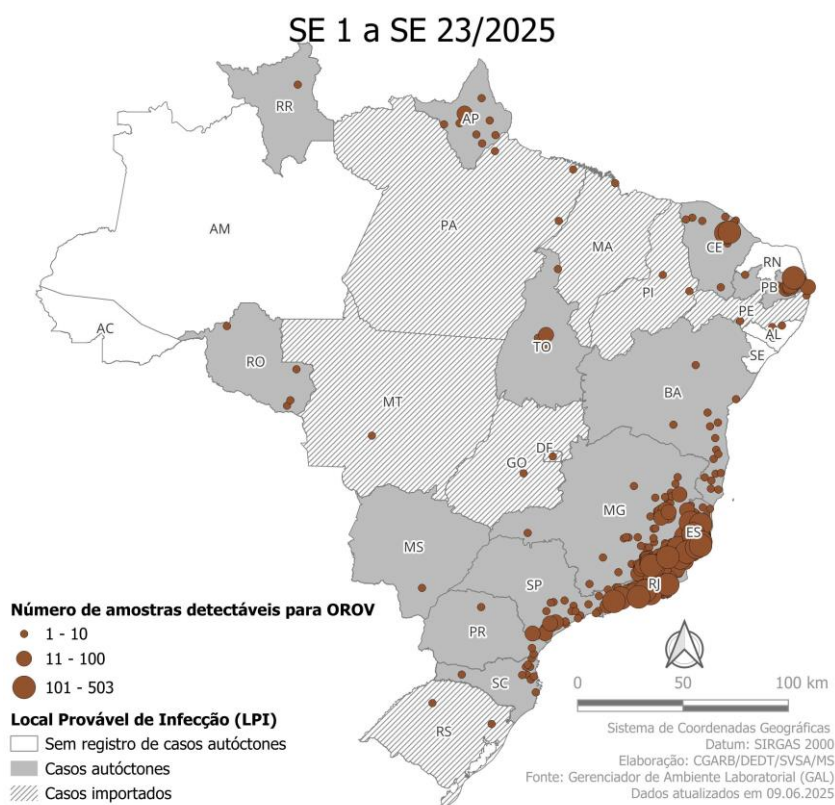 SE 1 a SE 23/2025
RR
AP
AM
PA
MA
CE
RN
PB
PI
PE
AL
SE
AC
RO
TO
BA
MT
DF
GO
MG
ES
MS
SP
RJ
PR
SC
RS
Número de amostras detectáveis para OROV
1 - 10
11 - 100
101 - 503
Local Provável de Infecção (LPI)
Sem registro de casos autóctones
Casos autóctones
Casos importados
0 50 100 km
Sistema de Coordenadas Geográficas
Datum: SIRGAS 2000
Elaboração: CGARB/DEDT/SVSA/MS
Fonte: Gerenciador de Ambiente Laboratorial (GAL)
Dados atualizados em 09.06.2025